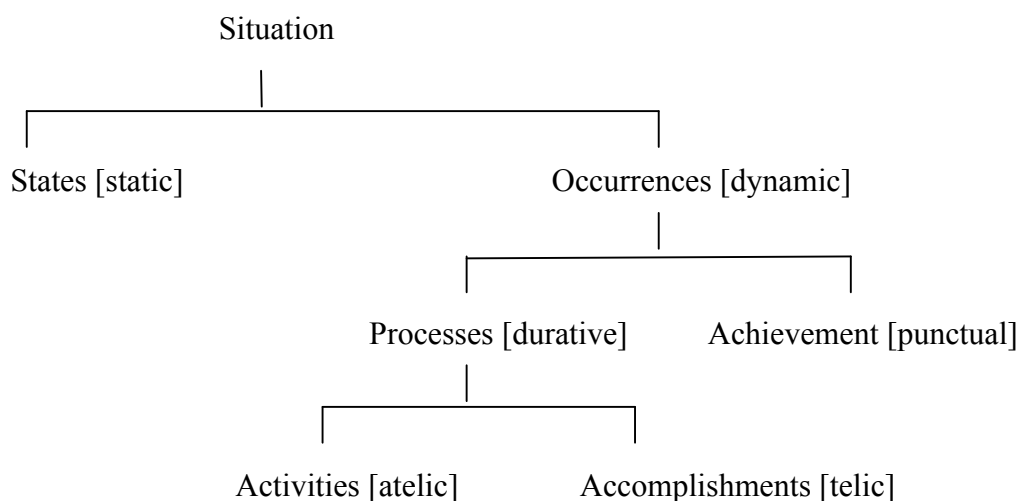 Situation
States [static] Occurrences [dynamic]
Processes [durative] Achievement [punctual]
Activities [atelic] Accomplishments [telic]